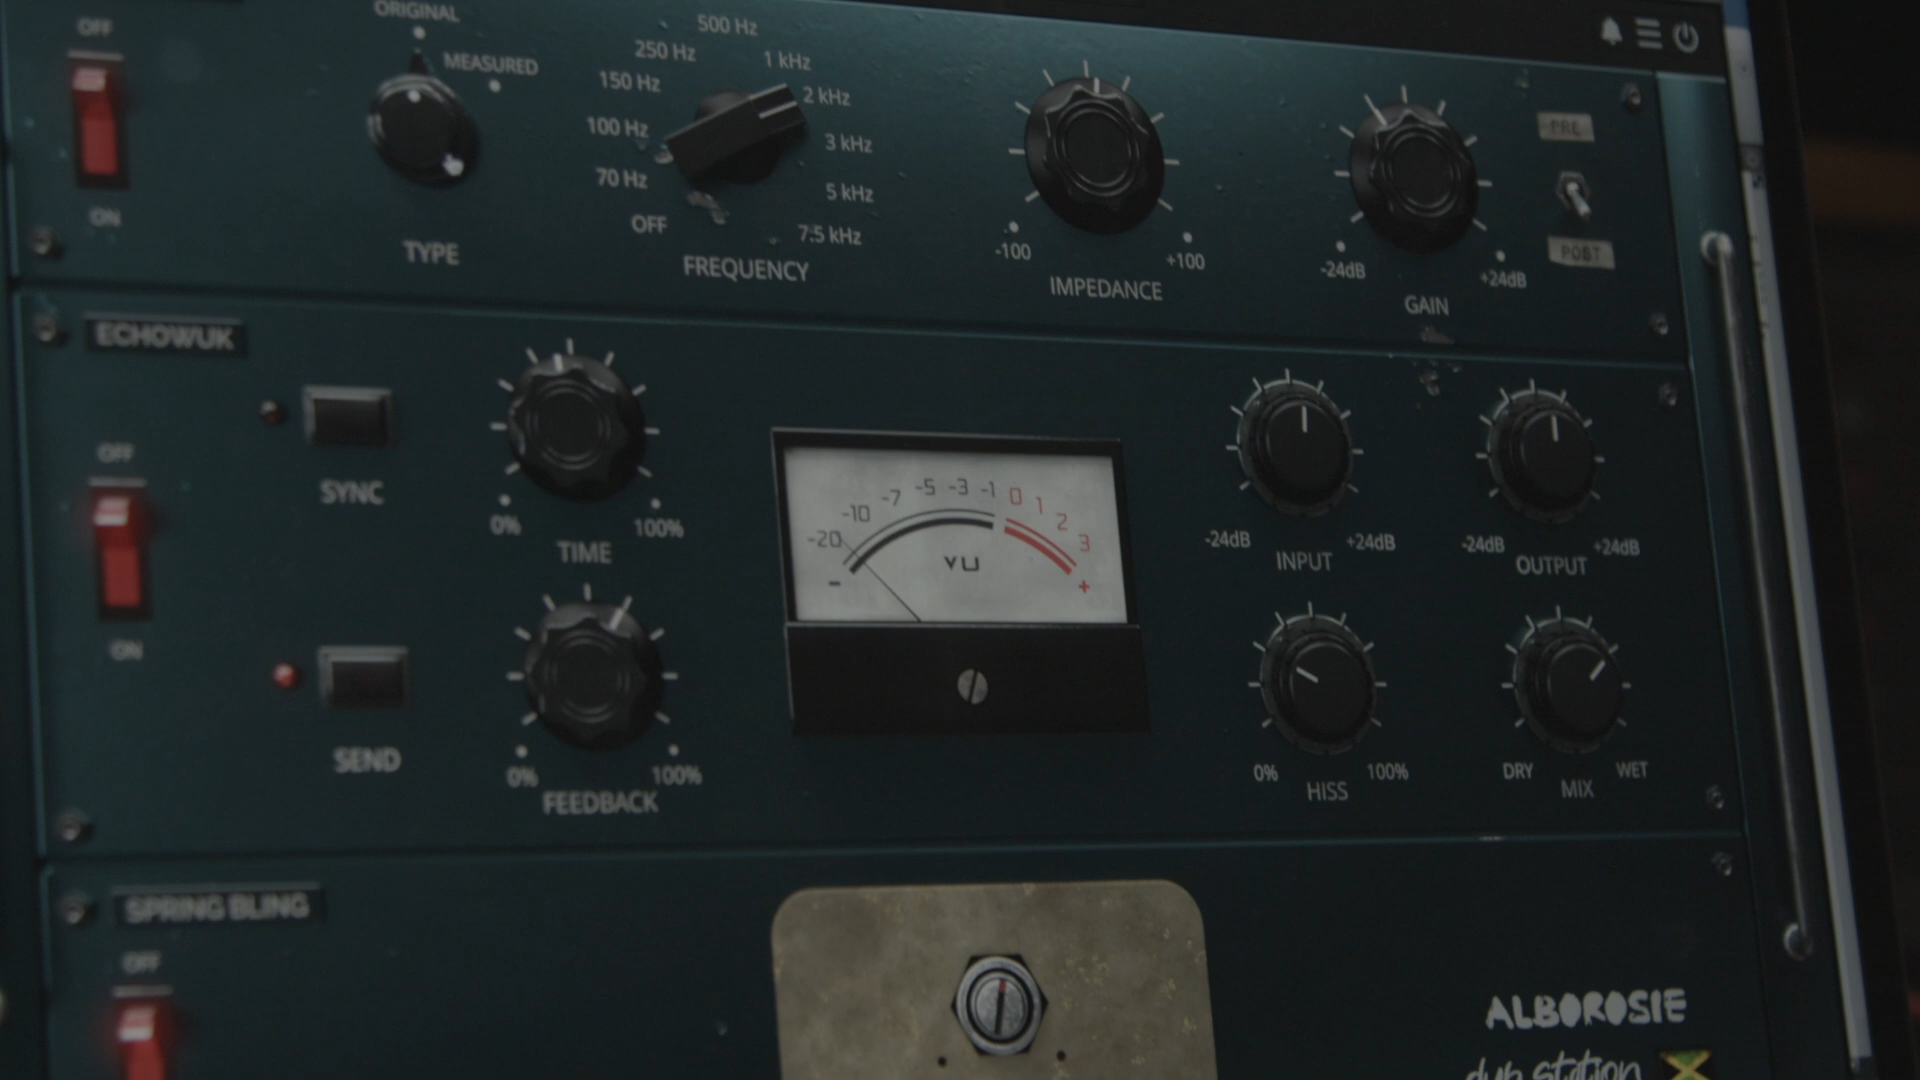 OFF
ON
ORIGINAL
MEASURED
TYPE
500 Hz
250 Hz
1 kHz
150 Hz
2 kHz
100 Hz
3 kHz
70 Hz
5 kHz
OFF
7.5 kHz
FREQUENCY
-100
+100
IMPEDANCE
-24dB
+24dB
GAIN
PRE
POST
ECHOWUK
OFF
ON
SYNC
SEND
0%
100%
TIME
0%
100%
FEEDBACK
-20 -10 -7 -5 -3 -1 0 1 2 3
- +
VU
-24dB
+24dB
INPUT
-24dB
+24dB
OUTPUT
0%
100%
HISS
DRY
WET
MIX
SPRING BLING
OFF
ALBOROSIE
dub station